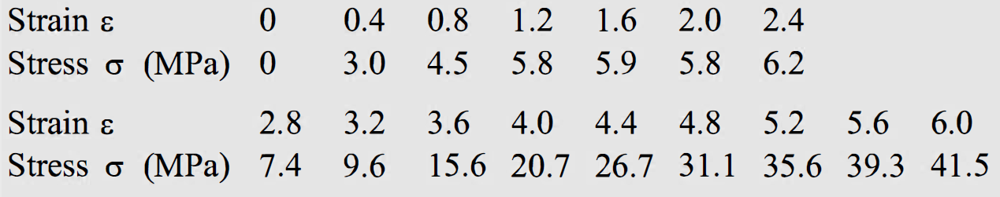 Strain ε 0 0.4 0.8 1.2 1.6 2.0 2.4
Stress σ (MPa) 0 3.0 4.5 5.8 5.9 5.8 6.2
Strain ε 2.8 3.2 3.6 4.0 4.4 4.8 5.2 5.6 6.0
Stress σ (MPa) 7.4 9.6 15.6 20.7 26.7 31.1 35.6 39.3 41.5